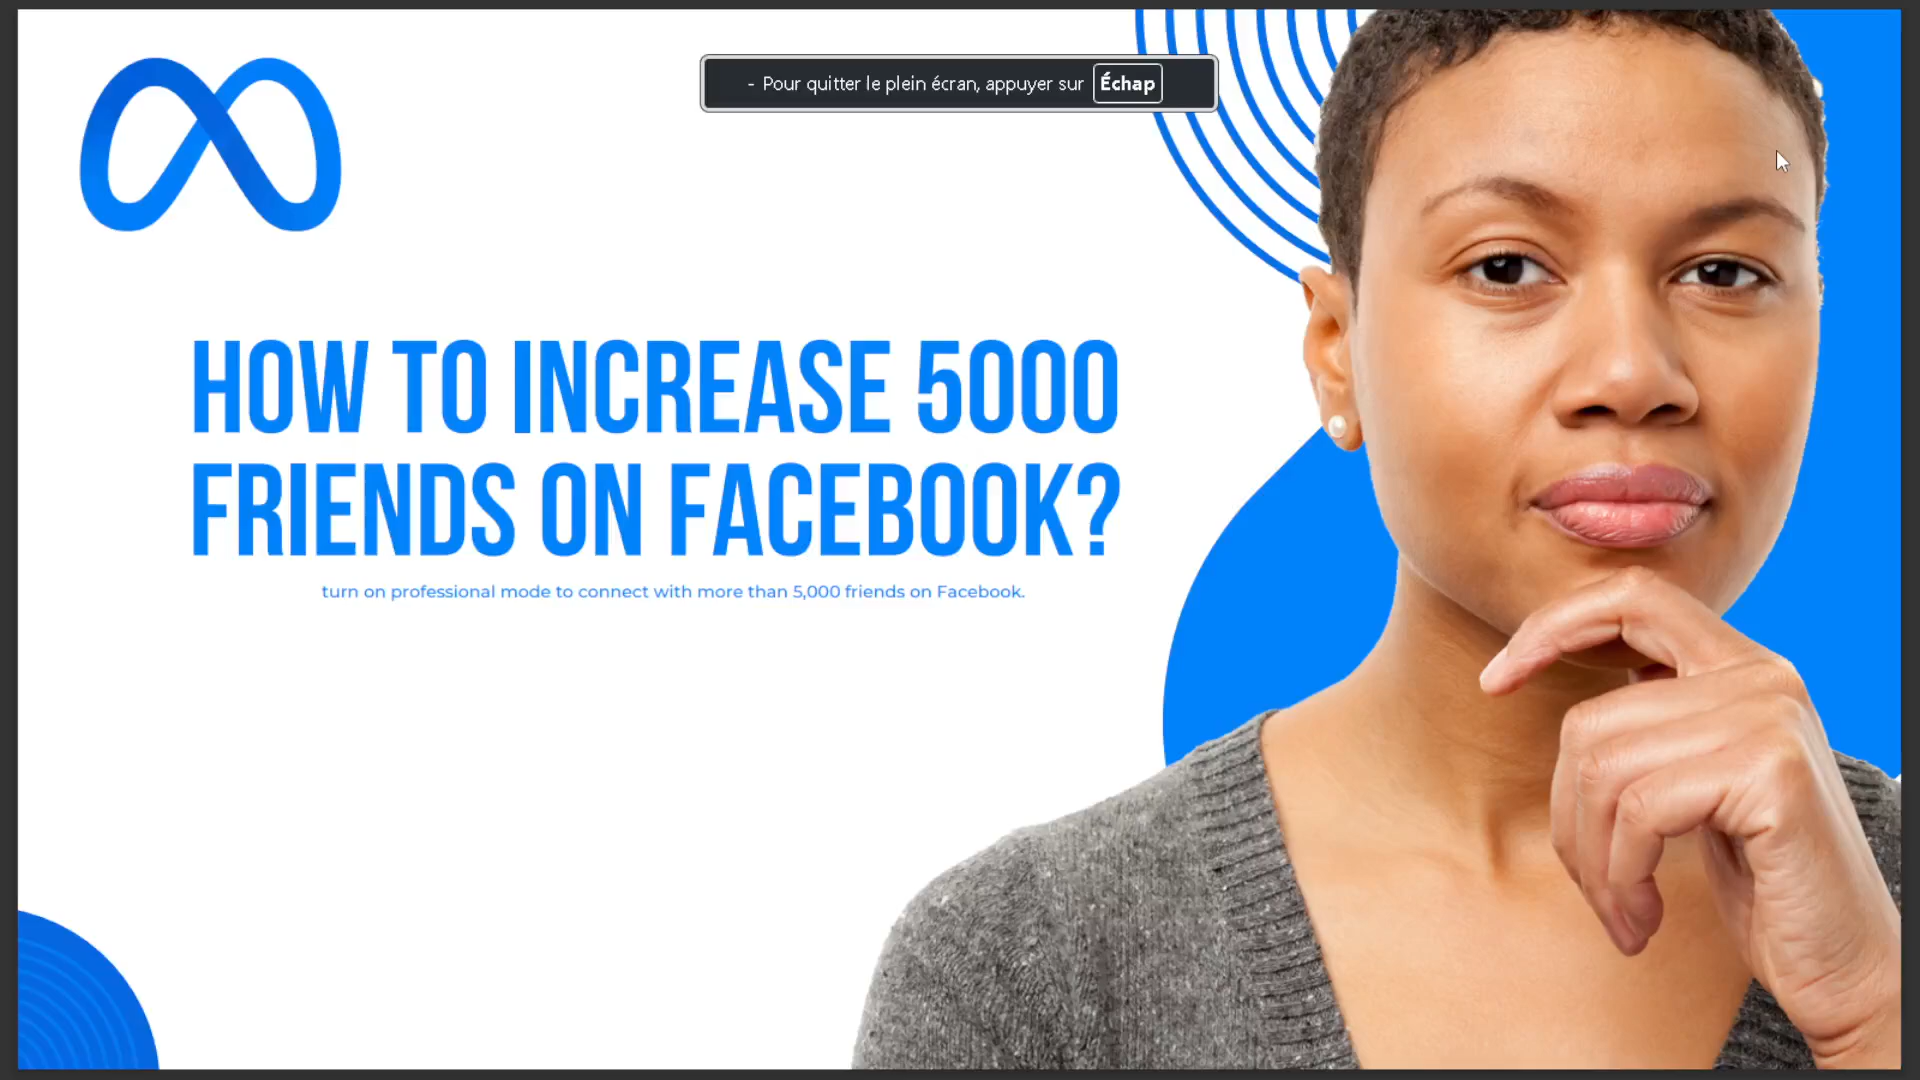 - Pour quitter le plein écran, appuyer sur Échap
HOW TO INCREASE 5000
FRIENDS ON FACEBOOK?
turn on professional mode to connect with more than 5,000 friends on Facebook.